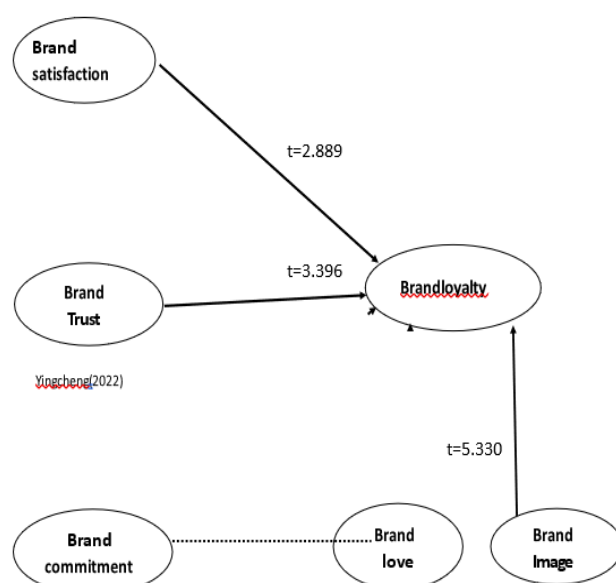 Brand
satisfaction
t=2.889
t=3.396
Brandloyalty
Brand
Trust
Yingcheng(2022)
t=5.330
Brand
commitment
Brand
love
Brand
Image